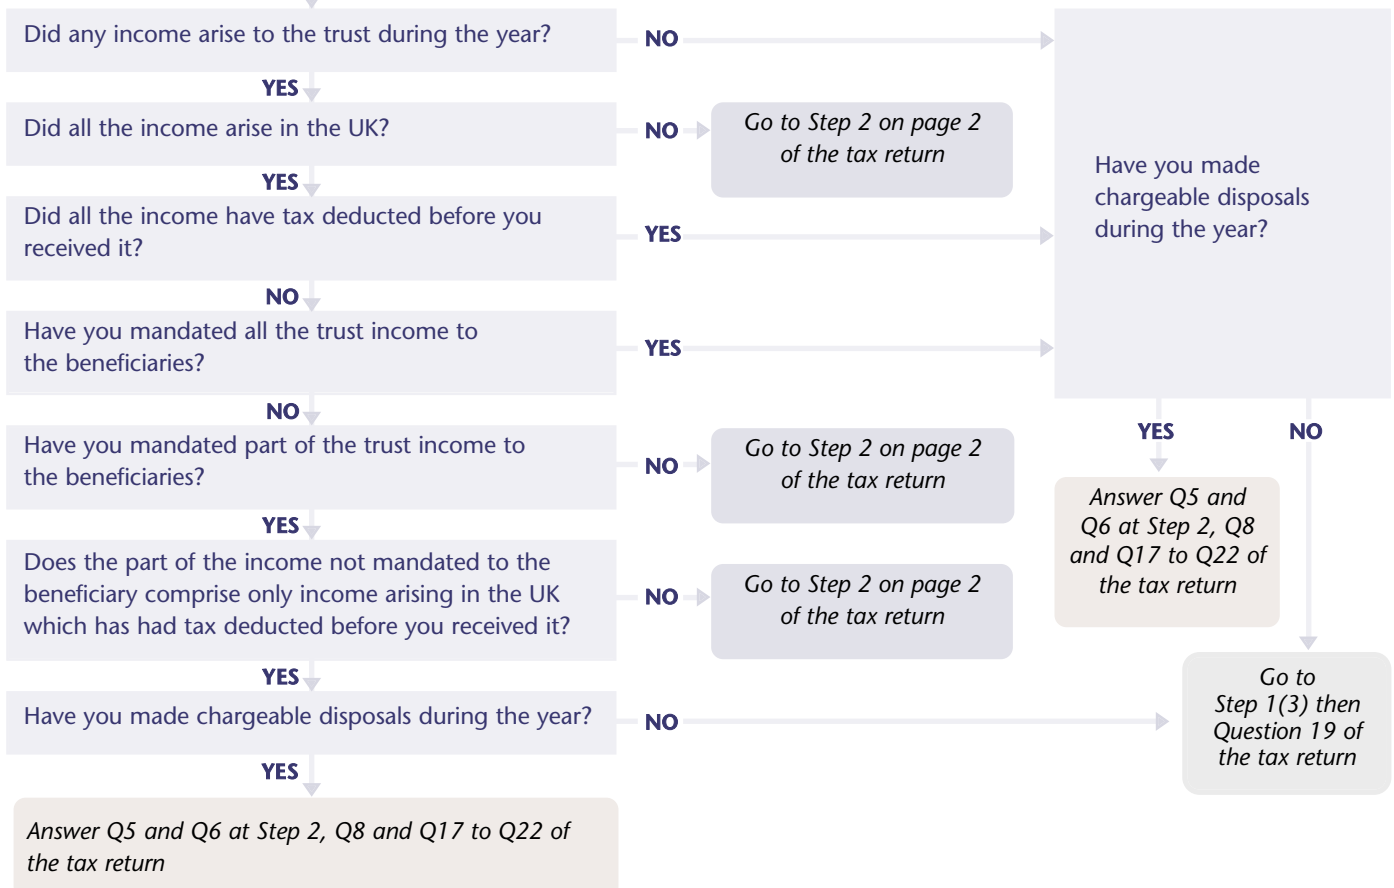 Did any income arise to the trust during the year?
NO
YES
Did all the income arise in the UK?
NO
Go to Step 2 on page 2
of the tax return
YES
Did all the income have tax deducted before you
received it?
YES
Have you made
chargeable disposals
during the year?
NO
Have you mandated all the trust income to
the beneficiaries?
YES
NO
Have you mandated part of the trust income to
the beneficiaries?
NO
Go to Step 2 on page 2
of the tax return
YES
NO
Answer Q5 and
Q6 at Step 2, Q8
and Q17 to Q22 of
the tax return
YES
Does the part of the income not mandated to the
beneficiary comprise only income arising in the UK
which has had tax deducted before you received it?
NO
Go to Step 2 on page 2
of the tax return
YES
Have you made chargeable disposals during the year?
NO
Go to
Step 1(3) then
Question 19 of
the tax return
YES
Answer Q5 and Q6 at Step 2, Q8 and Q17 to Q22 of
the tax return